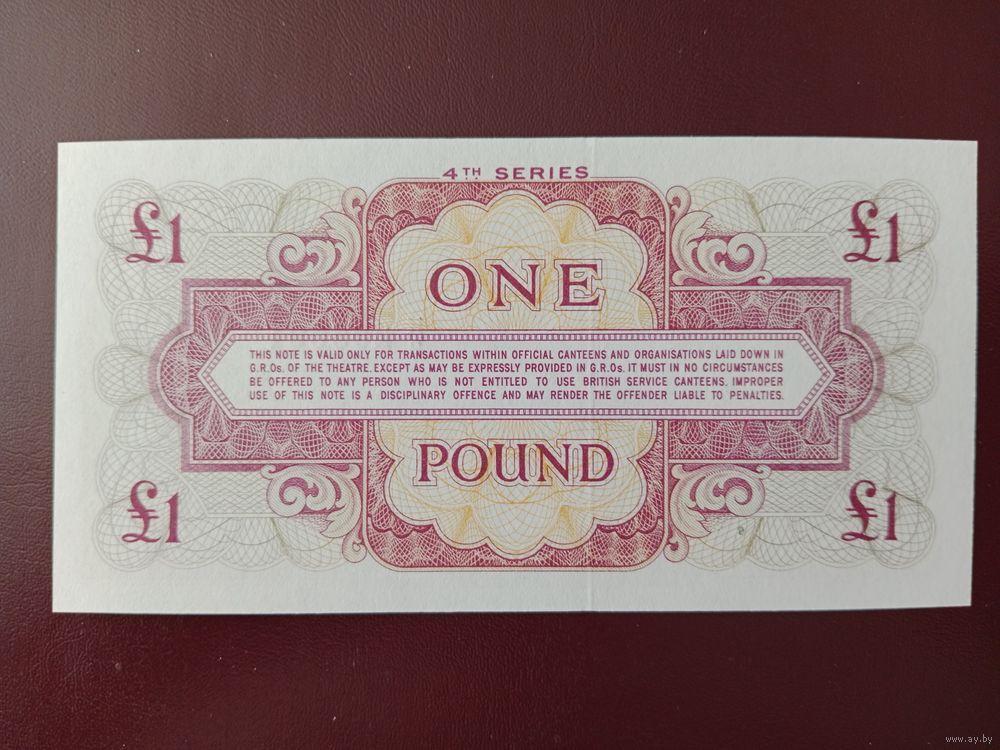 4TH SERIES
£1 £1
ONE
THIS NOTE IS VALID ONLY FOR TRANSACTIONS WITHIN OFFICIAL CANTEENS AND ORGANISATIONS LAID DOWN IN
G.R.Os. OF THE THEATRE. EXCEPT AS MAY BE EXPRESSLY PROVIDED IN G.R.Os. IT MUST IN NO CIRCUMSTANCES
BE OFFERED TO ANY PERSON WHO IS NOT ENTITLED TO USE BRITISH SERVICE CANTEENS. IMPROPER
USE OF THIS NOTE IS A DISCIPLINARY OFFENCE AND MAY RENDER THE OFFENDER LIABLE TO PENALTIES.
POUND
£1 £1
www.ay.by